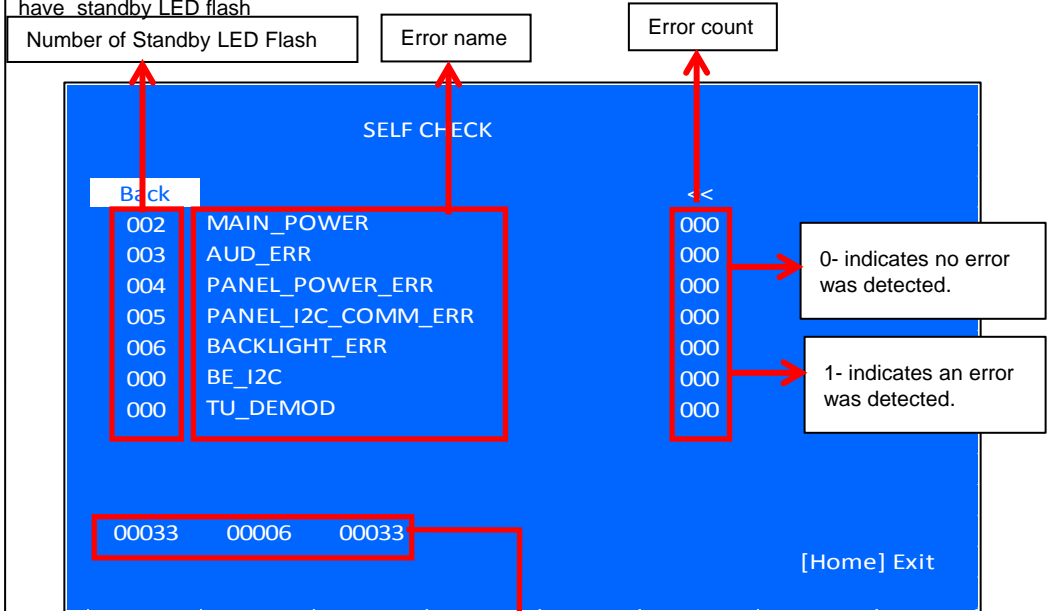 have standby LED flash
Number of Standby LED Flash
Error name
Error count
SELF CHECK
Back <<
002 MAIN_POWER 000
003 AUD_ERR 000
004 PANEL_POWER_ERR 000
005 PANEL_I2C_COMM_ERR 000
006 BACKLIGHT_ERR 000
000 BE_I2C 000
000 TU_DEMOD 000
0- indicates no error
was detected.
1- indicates an error
was detected.
00033 00006 00033
[Home] Exit